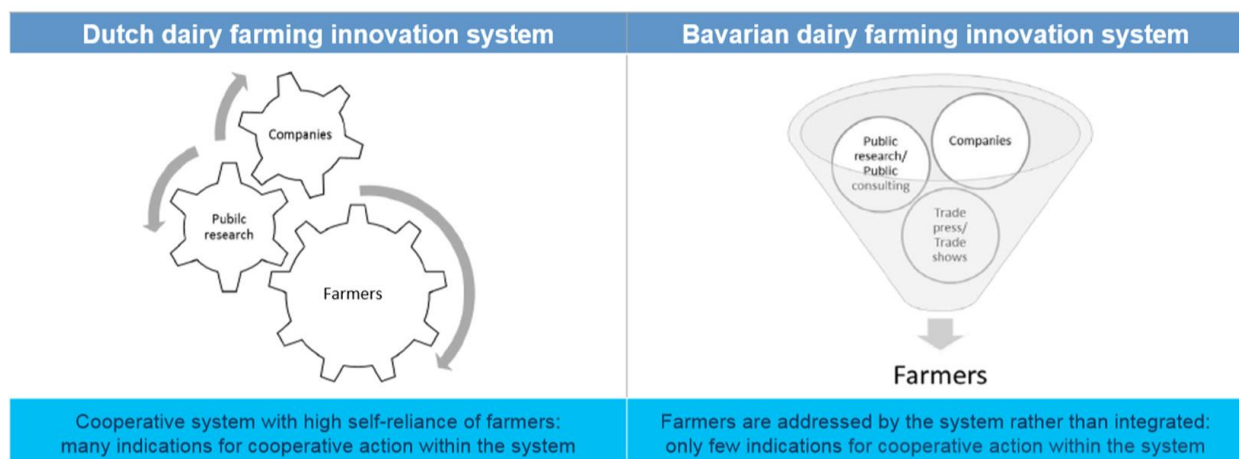 Dutch dairy farming innovation system
Companies
Public
research
Farmers
Cooperative system with high self-reliance of farmers:
many indications for cooperative action within the system
Bavarian dairy farming innovation system
Public
research/
Public
consulting
Companies
Trade
press/
Trade
shows
Farmers
Farmers are addressed by the system rather than integrated:
only few indications for cooperative action within the system